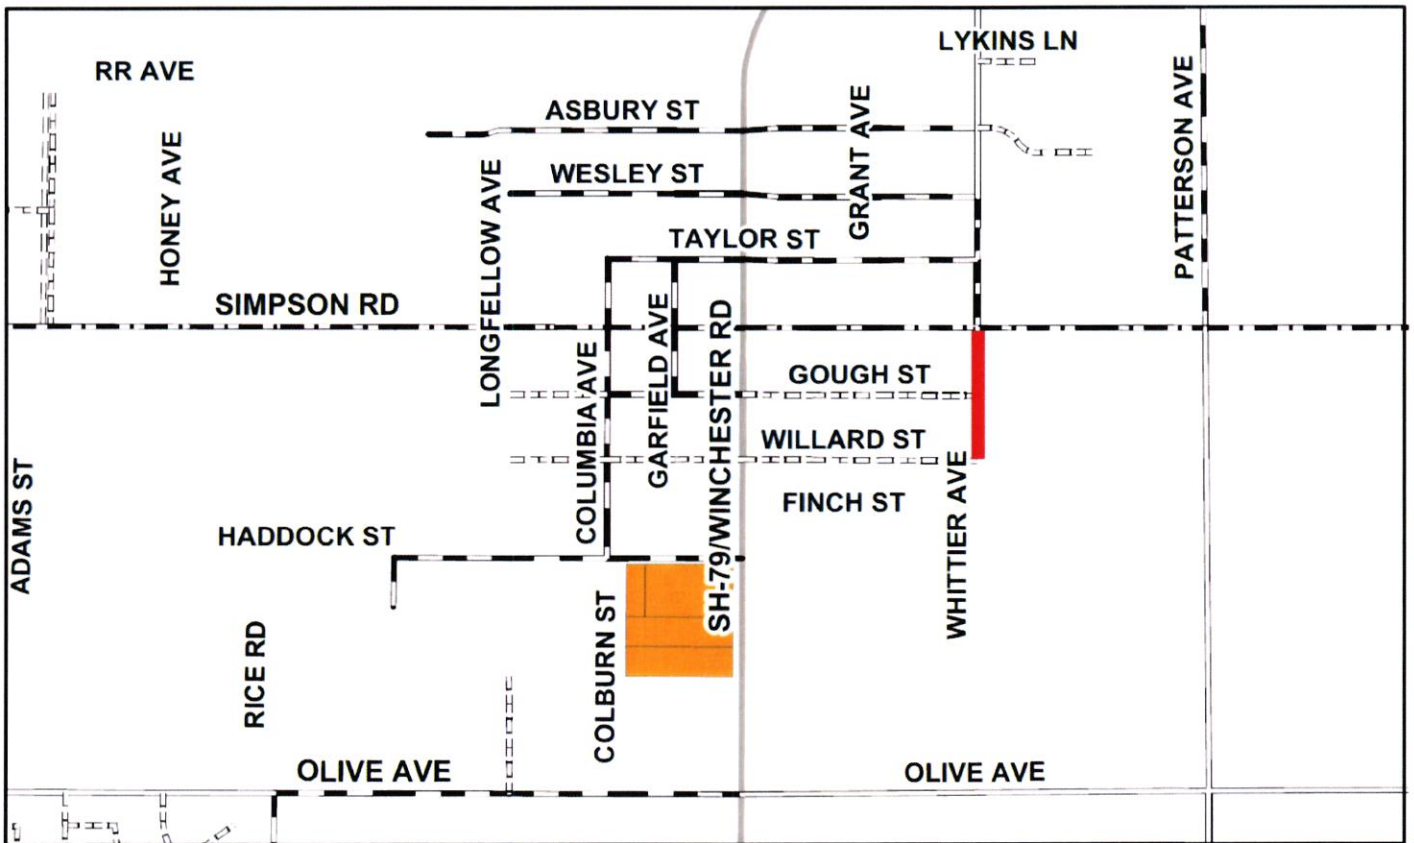 LYKINS LN
RR AVE
ASBURY ST
GRANT AVE
PATTERSON AVE
HONEY AVE
LONGFELLOW AVE
WESLEY ST
TAYLOR ST
SIMPSON RD
GARFIELD AVE
SH-79/WINCHESTER RD
COLUMBIA AVE
GOUGH ST
WILLARD ST
WHITTIER AVE
ADAMS ST
FINCH ST
HADDOCK ST
COLBURN ST
RICE RD
OLIVE AVE
OLIVE AVE